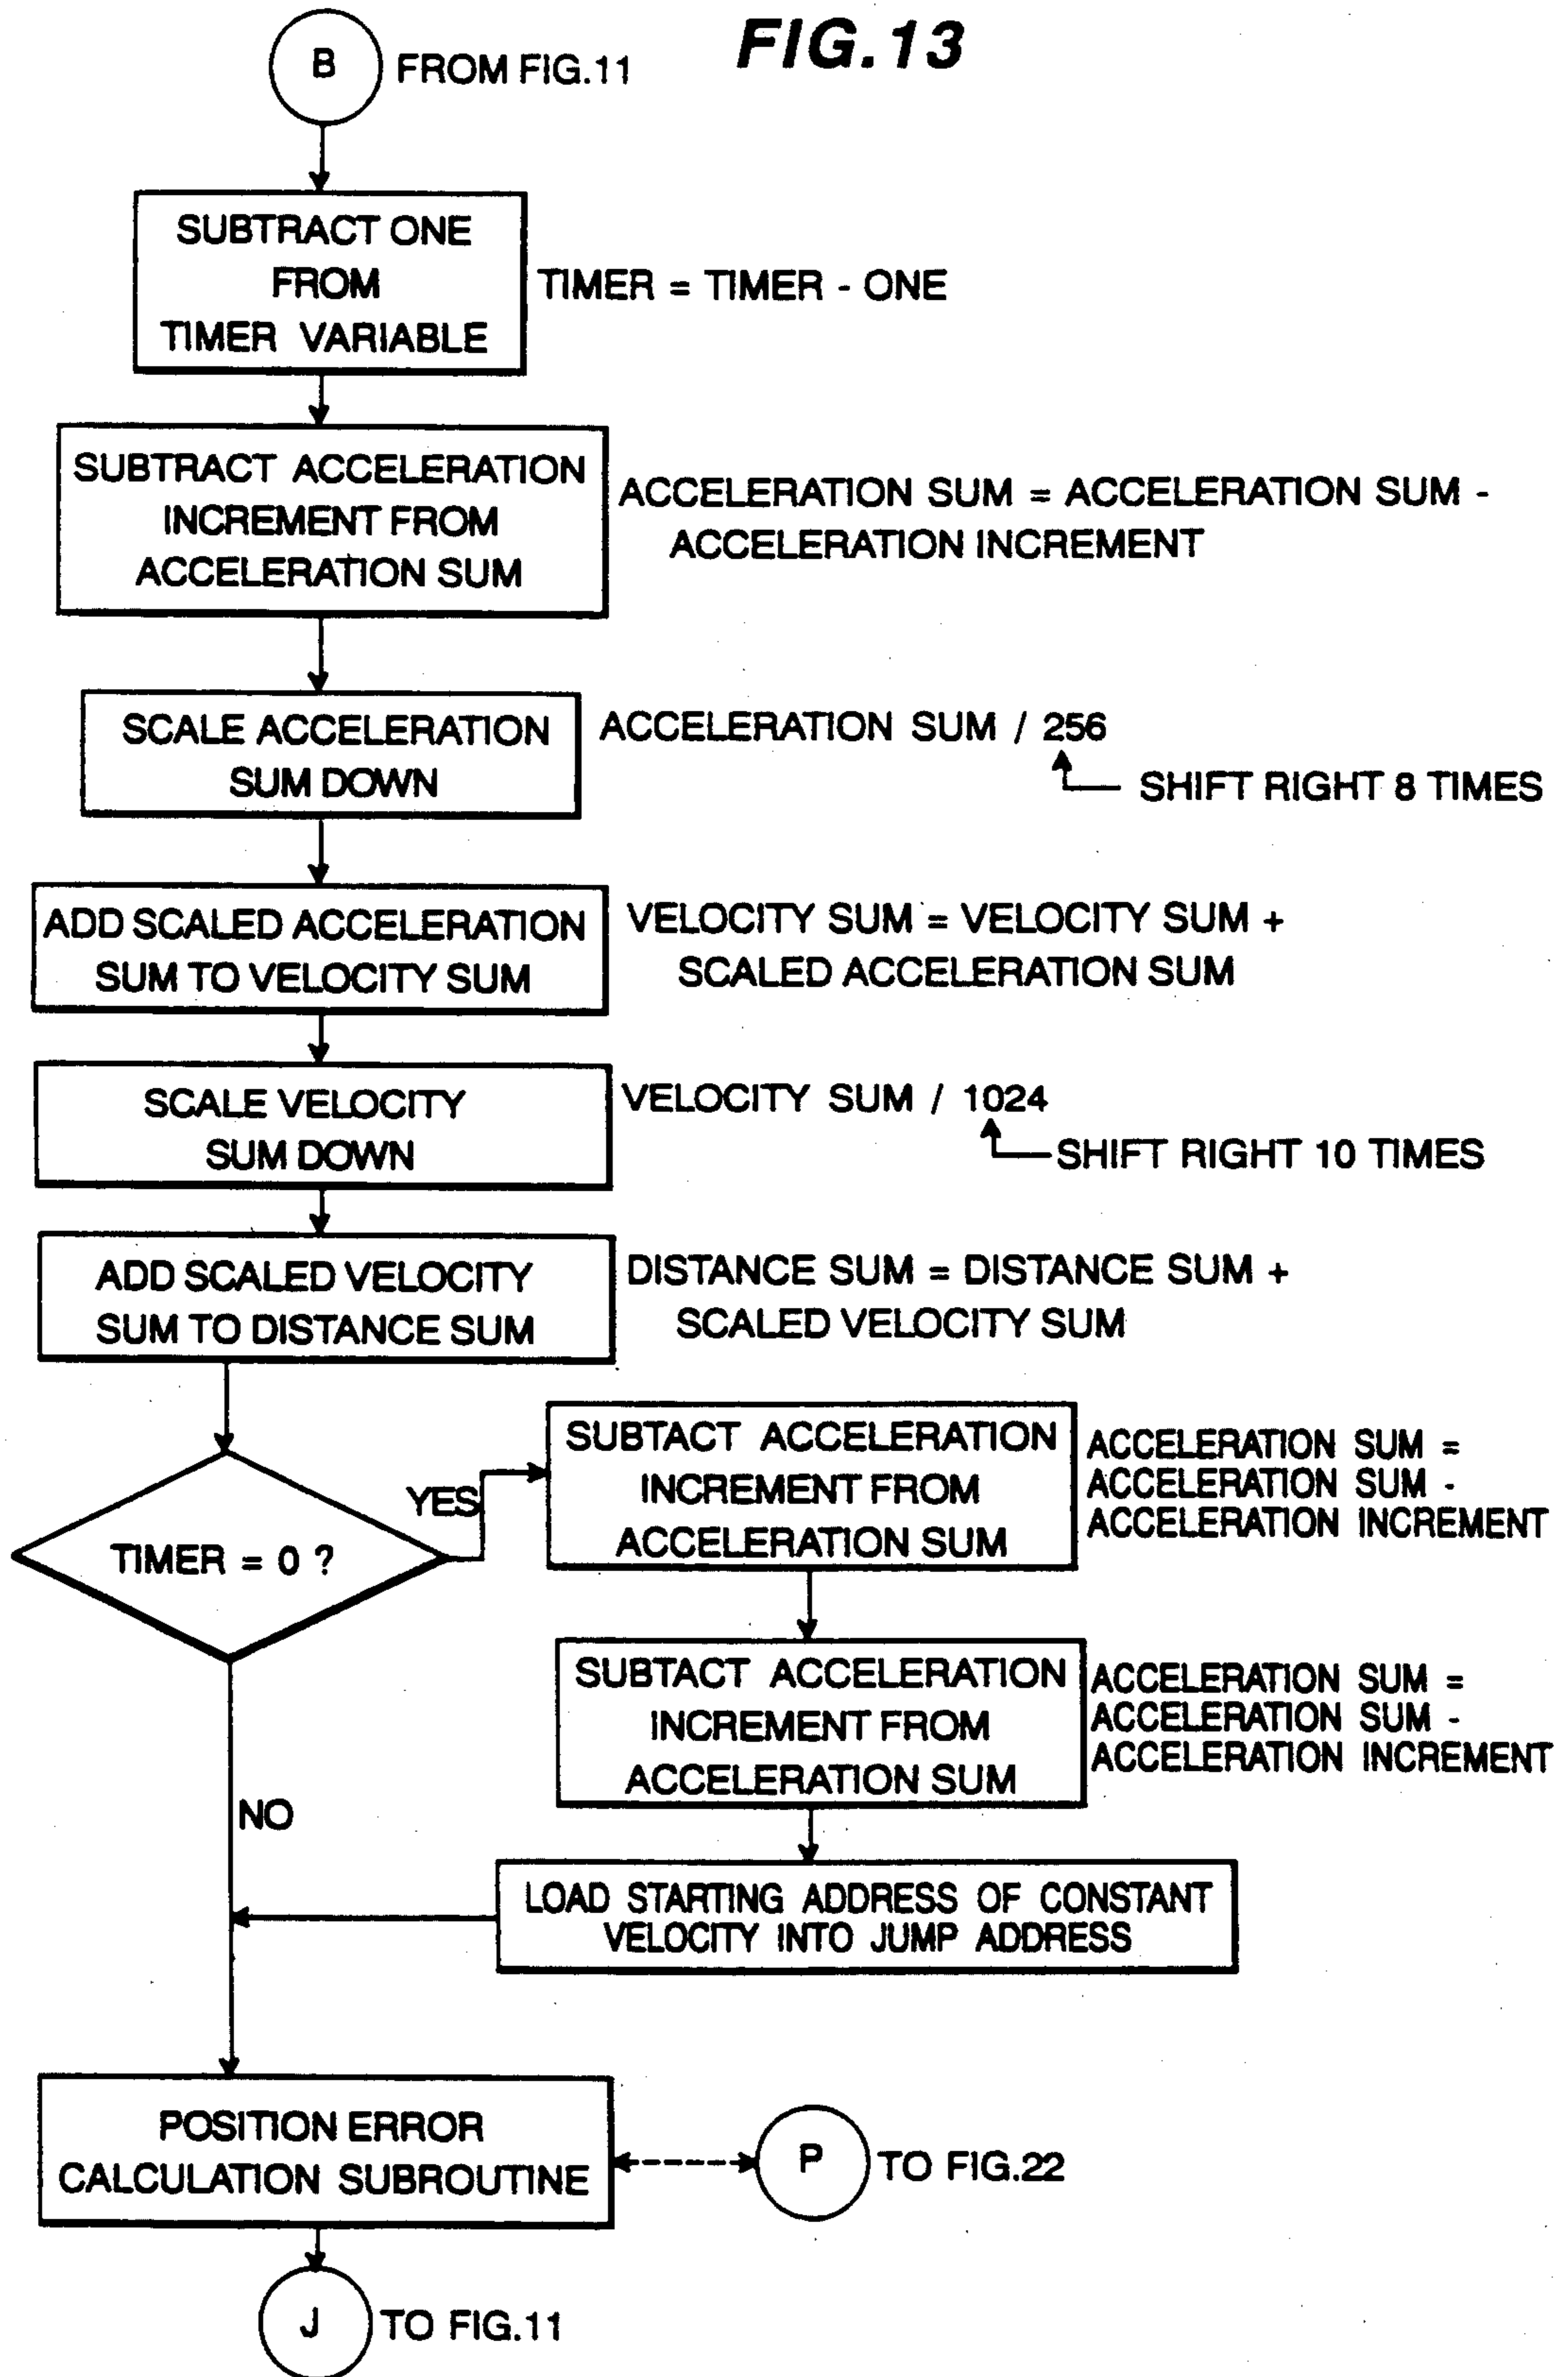 FIG.13
B FROM FIG.11
SUBTRACT ONE
FROM
TIMER VARIABLE
TIMER = TIMER - ONE
SUBTRACT ACCELERATION
INCREMENT FROM
ACCELERATION SUM
ACCELERATION SUM = ACCELERATION SUM -
ACCELERATION INCREMENT
SCALE ACCELERATION
SUM DOWN
ACCELERATION SUM / 256
SHIFT RIGHT 8 TIMES
ADD SCALED ACCELERATION
SUM TO VELOCITY SUM
VELOCITY SUM = VELOCITY SUM +
SCALED ACCELERATION SUM
SCALE VELOCITY
SUM DOWN
VELOCITY SUM / 1024
SHIFT RIGHT 10 TIMES
ADD SCALED VELOCITY
SUM TO DISTANCE SUM
DISTANCE SUM = DISTANCE SUM +
SCALED VELOCITY SUM
TIMER = 0 ?
YES
SUBTACT ACCELERATION
INCREMENT FROM
ACCELERATION SUM
ACCELERATION SUM =
ACCELERATION SUM -
ACCELERATION INCREMENT
SUBTACT ACCELERATION
INCREMENT FROM
ACCELERATION SUM
ACCELERATION SUM =
ACCELERATION SUM -
ACCELERATION INCREMENT
NO
LOAD STARTING ADDRESS OF CONSTANT
VELOCITY INTO JUMP ADDRESS
POSITION ERROR
CALCULATION SUBROUTINE
P TO FIG.22
J TO FIG.11